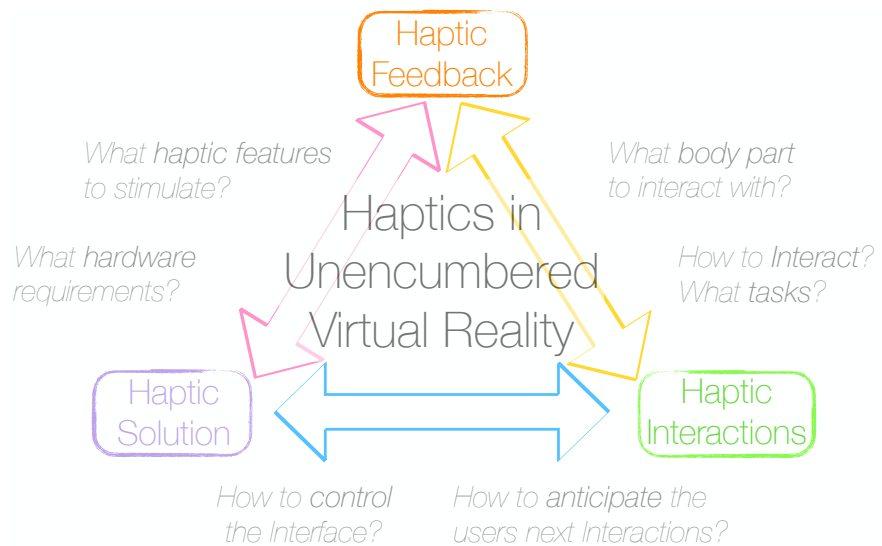 Haptic
Feedback
What haptic features
to stimulate?
What body part
to interact with?
Haptics in
Unencumbered
Virtual Reality
What hardware
requirements?
How to Interact?
What tasks?
Haptic
Solution
Haptic
Interactions
How to control
the Interface?
How to anticipate the
users next Interactions?